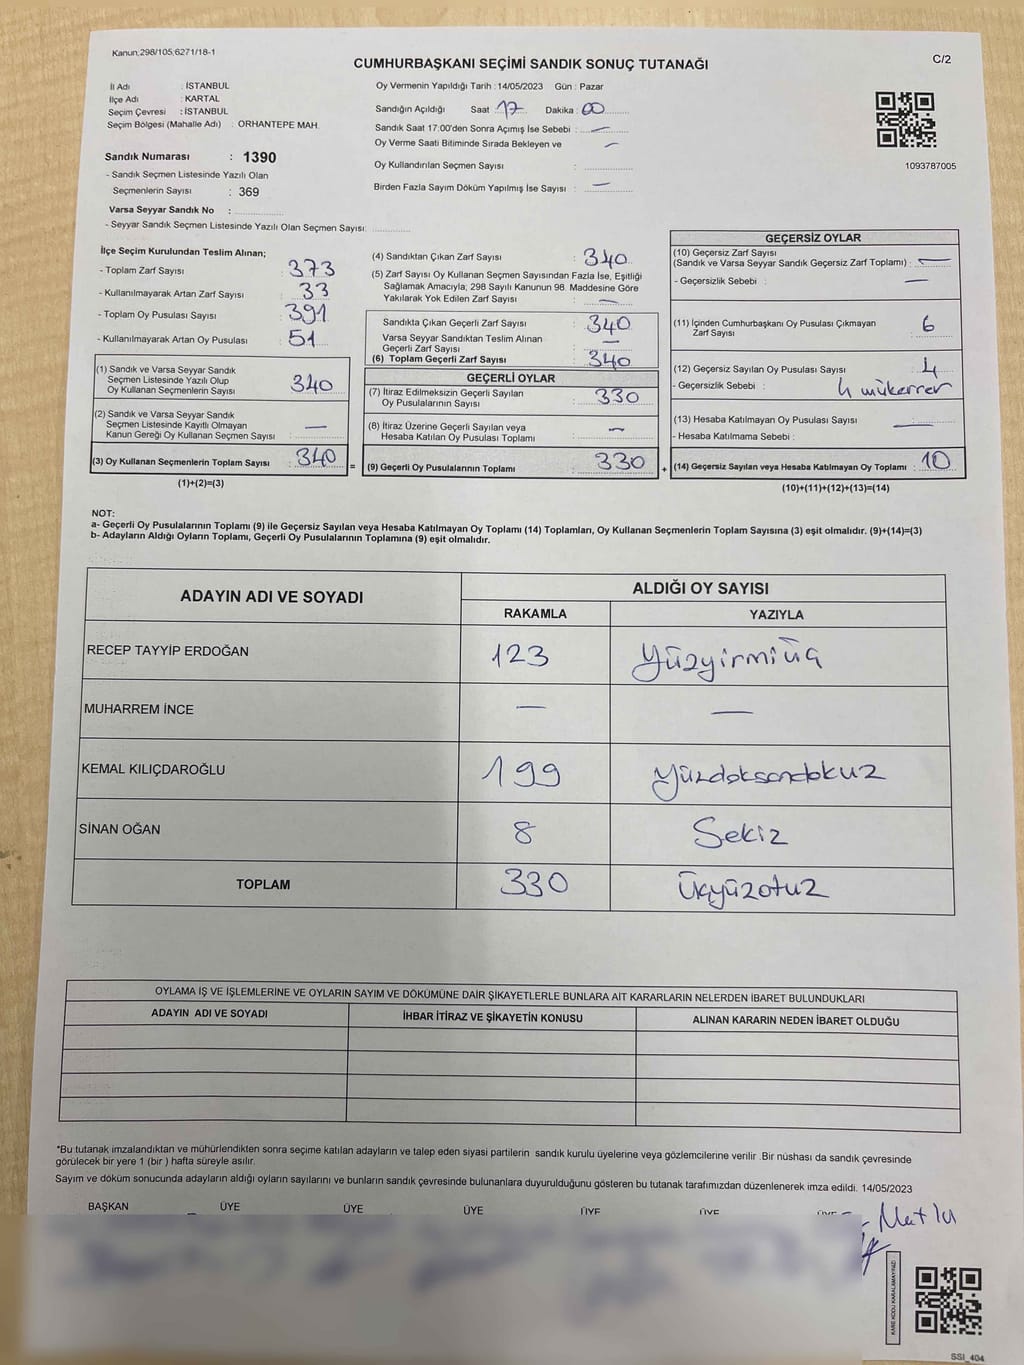 Kanun:298/105,6271/18-1
CUMHURBAŞKANI SEÇİMİ SANDIK SONUÇ TUTANAĞI
C/2
İl Adı : İSTANBUL
İlçe Adı : KARTAL
Seçim Çevresi : İSTANBUL
Seçim Bölgesi (Mahalle Adı) : ORHANTEPE MAH.
Oy Vermenin Yapıldığı Tarih : 14/05/2023 Gün : Pazar
Sandığın Açıldığı Saat 17 Dakika : 00
Sandık Saat 17:00'den Sonra Açımış İse Sebebi : —
Oy Verme Saati Bitiminde Sırada Bekleyen ve —
Oy Kullandırılan Seçmen Sayısı :
Birden Fazla Sayım Döküm Yapılmış İse Sayısı : —
1093787005
Sandık Numarası : 1390
- Sandık Seçmen Listesinde Yazılı Olan
Seçmenlerin Sayısı : 369
Varsa Seyyar Sandık No :
- Seyyar Sandık Seçmen Listesinde Yazılı Olan Seçmen Sayısı:
İlçe Seçim Kurulundan Teslim Alınan;
- Toplam Zarf Sayısı : 373
- Kullanılmayarak Artan Zarf Sayısı : 33
- Toplam Oy Pusulası Sayısı : 391
- Kullanılmayarak Artan Oy Pusulası : 51
(1) Sandık ve Varsa Seyyar Sandık
Seçmen Listesinde Yazılı Olup
Oy Kullanan Seçmenlerin Sayısı : 340
(2) Sandık ve Varsa Seyyar Sandık
Seçmen Listesinde Kayıtlı Olmayan
Kanun Gereği Oy Kullanan Seçmen Sayısı : —
(3) Oy Kullanan Seçmenlerin Toplam Sayısı : 340
(1)+(2)=(3)
=
(4) Sandıktan Çıkan Zarf Sayısı : 340
(5) Zarf Sayısı Oy Kullanan Seçmen Sayısından Fazla İse, Eşitliği
Sağlamak Amacıyla; 298 Sayılı Kanunun 98. Maddesine Göre
Yakılarak Yok Edilen Zarf Sayısı : —
Sandıkta Çıkan Geçerli Zarf Sayısı : 340
Varsa Seyyar Sandıktan Teslim Alınan
Geçerli Zarf Sayısı : —
(6) Toplam Geçerli Zarf Sayısı : 340
GEÇERLİ OYLAR
(7) İtiraz Edilmeksizin Geçerli Sayılan
Oy Pusulalarının Sayısı : 330
(8) İtiraz Üzerine Geçerli Sayılan veya
Hesaba Katılan Oy Pusulası Toplamı : —
(9) Geçerli Oy Pusulalarının Toplamı : 330
+
GEÇERSİZ OYLAR
(10) Geçersiz Zarf Sayısı
(Sandık ve Varsa Seyyar Sandık Geçersiz Zarf Toplamı) : —
- Geçersizlik Sebebi : —
(11) İçinden Cumhurbaşkanı Oy Pusulası Çıkmayan
Zarf Sayısı : 6
(12) Geçersiz Sayılan Oy Pusulası Sayısı : 4
- Geçersizlik Sebebi : 4 mükerrer
(13) Hesaba Katılmayan Oy Pusulası Sayısı : —
- Hesaba Katılmama Sebebi :
(14) Geçersiz Sayılan veya Hesaba Katılmayan Oy Toplamı : 10
(10)+(11)+(12)+(13)=(14)
NOT:
a- Geçerli Oy Pusulalarının Toplamı (9) ile Geçersiz Sayılan veya Hesaba Katılmayan Oy Toplamı (14) Toplamları, Oy Kullanan Seçmenlerin Toplam Sayısına (3) eşit olmalıdır. (9)+(14)=(3)
b- Adayların Aldığı Oyların Toplamı, Geçerli Oy Pusulalarının Toplamına (9) eşit olmalıdır.
ADAYIN ADI VE SOYADI
ALDIĞI OY SAYISI
RAKAMLA YAZIYLA
RECEP TAYYİP ERDOĞAN 123 Yüzyirmiüç
MUHARREM İNCE — —
KEMAL KILIÇDAROĞLU 199 Yüzdoksandokuz
SİNAN OĞAN 8 Sekiz
TOPLAM 330 Üçyüzotuz
OYLAMA İŞ VE İŞLEMLERİNE VE OYLARIN SAYIM VE DÖKÜMÜNE DAİR ŞİKAYETLERLE BUNLARA AİT KARARLARIN NELERDEN İBARET BULUNDUKLARI
ADAYIN ADI VE SOYADI İHBAR İTİRAZ VE ŞİKAYETİN KONUSU ALINAN KARARIN NEDEN İBARET OLDUĞU
*Bu tutanak imzalandıktan ve mühürlendikten sonra seçime katılan adayların ve talep eden siyasi partilerin sandık kurulu üyelerine veya gözlemcilerine verilir .Bir nüshası da sandık çevresinde
görülecek bir yere 1 (bir ) hafta süreyle asılır.
Sayım ve döküm sonucunda adayların aldığı oyların sayılarını ve bunların sandık çevresinde bulunanlara duyurulduğunu gösteren bu tutanak tarafımızdan düzenlenerek imza edildi. 14/05/2023
BAŞKAN ÜYE ÜYE ÜYE ÜYE ÜYE ÜYE
Mutlu
KARE KODU KARALAMAYINIZ!
SSI_404